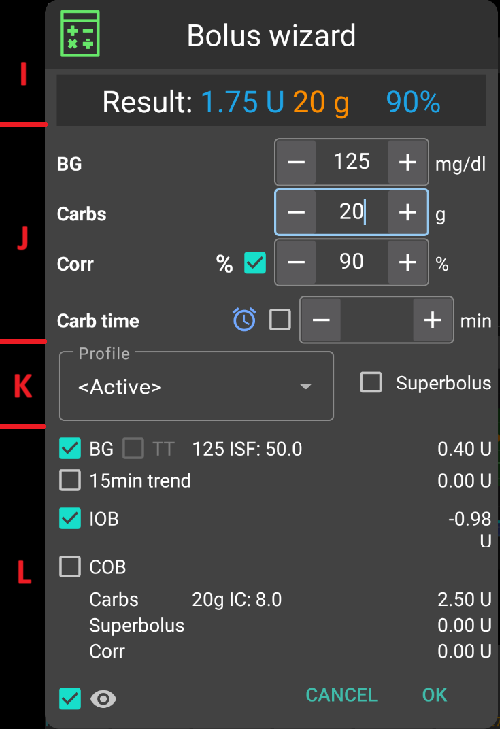 Bolus wizard
I
Result: 1.75 U 20 g 90%
BG − 125 + mg/dl
Carbs − 20 + g
J
Corr % − 90 + %
Carb time − + min
Profile
K
<Active> Superbolus
BG TT 125 ISF: 50.0 0.40 U
15min trend 0.00 U
IOB -0.98
U
L
COB
Carbs 20g IC: 8.0 2.50 U
Superbolus 0.00 U
Corr 0.00 U
CANCEL OK